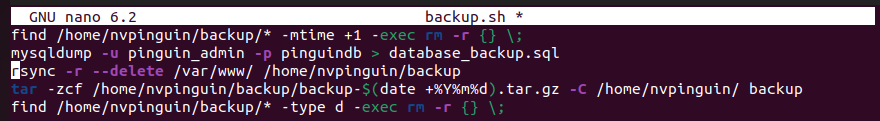 GNU nano 6.2 backup.sh *
find /home/nvpinguin/backup/* -mtime +1 -exec rm -r {} \;
mysqldump -u pinguin_admin -p pinguindb > database_backup.sql
rsync -r --delete /var/www/ /home/nvpinguin/backup
tar -zcf /home/nvpinguin/backup/backup-$(date +%Y%m%d).tar.gz -C /home/nvpinguin/ backup
find /home/nvpinguin/backup/* -type d -exec rm -r {} \;